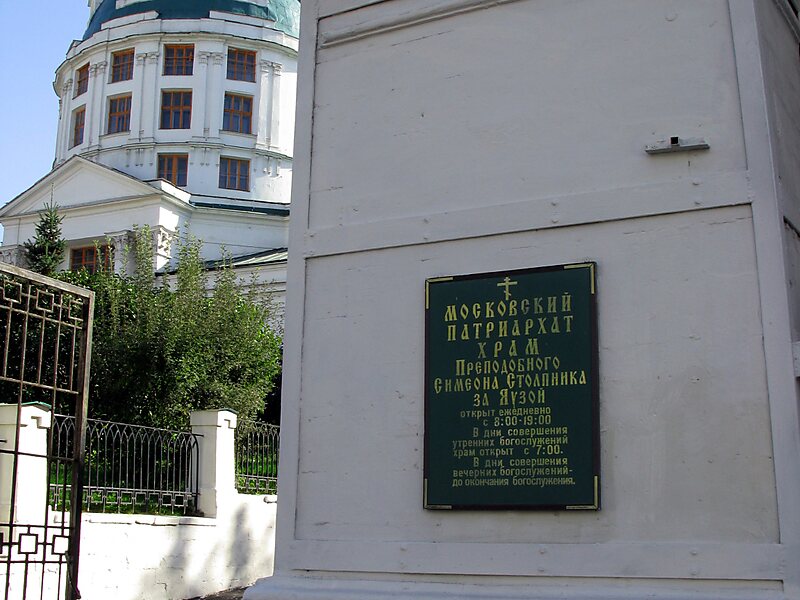 МОСКОВСКИЙ
ПАТРИАРХАТ
ХРАМ
ПРЕПОДОБНОГО
СИМЕОНА СТОЛПНИКА
ЗА ЯУЗОЙ
ОТКРЫТ ЕЖЕДНЕВНО
С 8:00-19:00
В ДНИ СОВЕРШЕНИЯ
УТРЕННИХ БОГОСЛУЖЕНИЙ
ХРАМ ОТКРЫТ С 7:00.
В ДНИ СОВЕРШЕНИЯ
ВЕЧЕРНИХ БОГОСЛУЖЕНИЙ-
ДО ОКОНЧАНИЯ БОГОСЛУЖЕНИЯ.